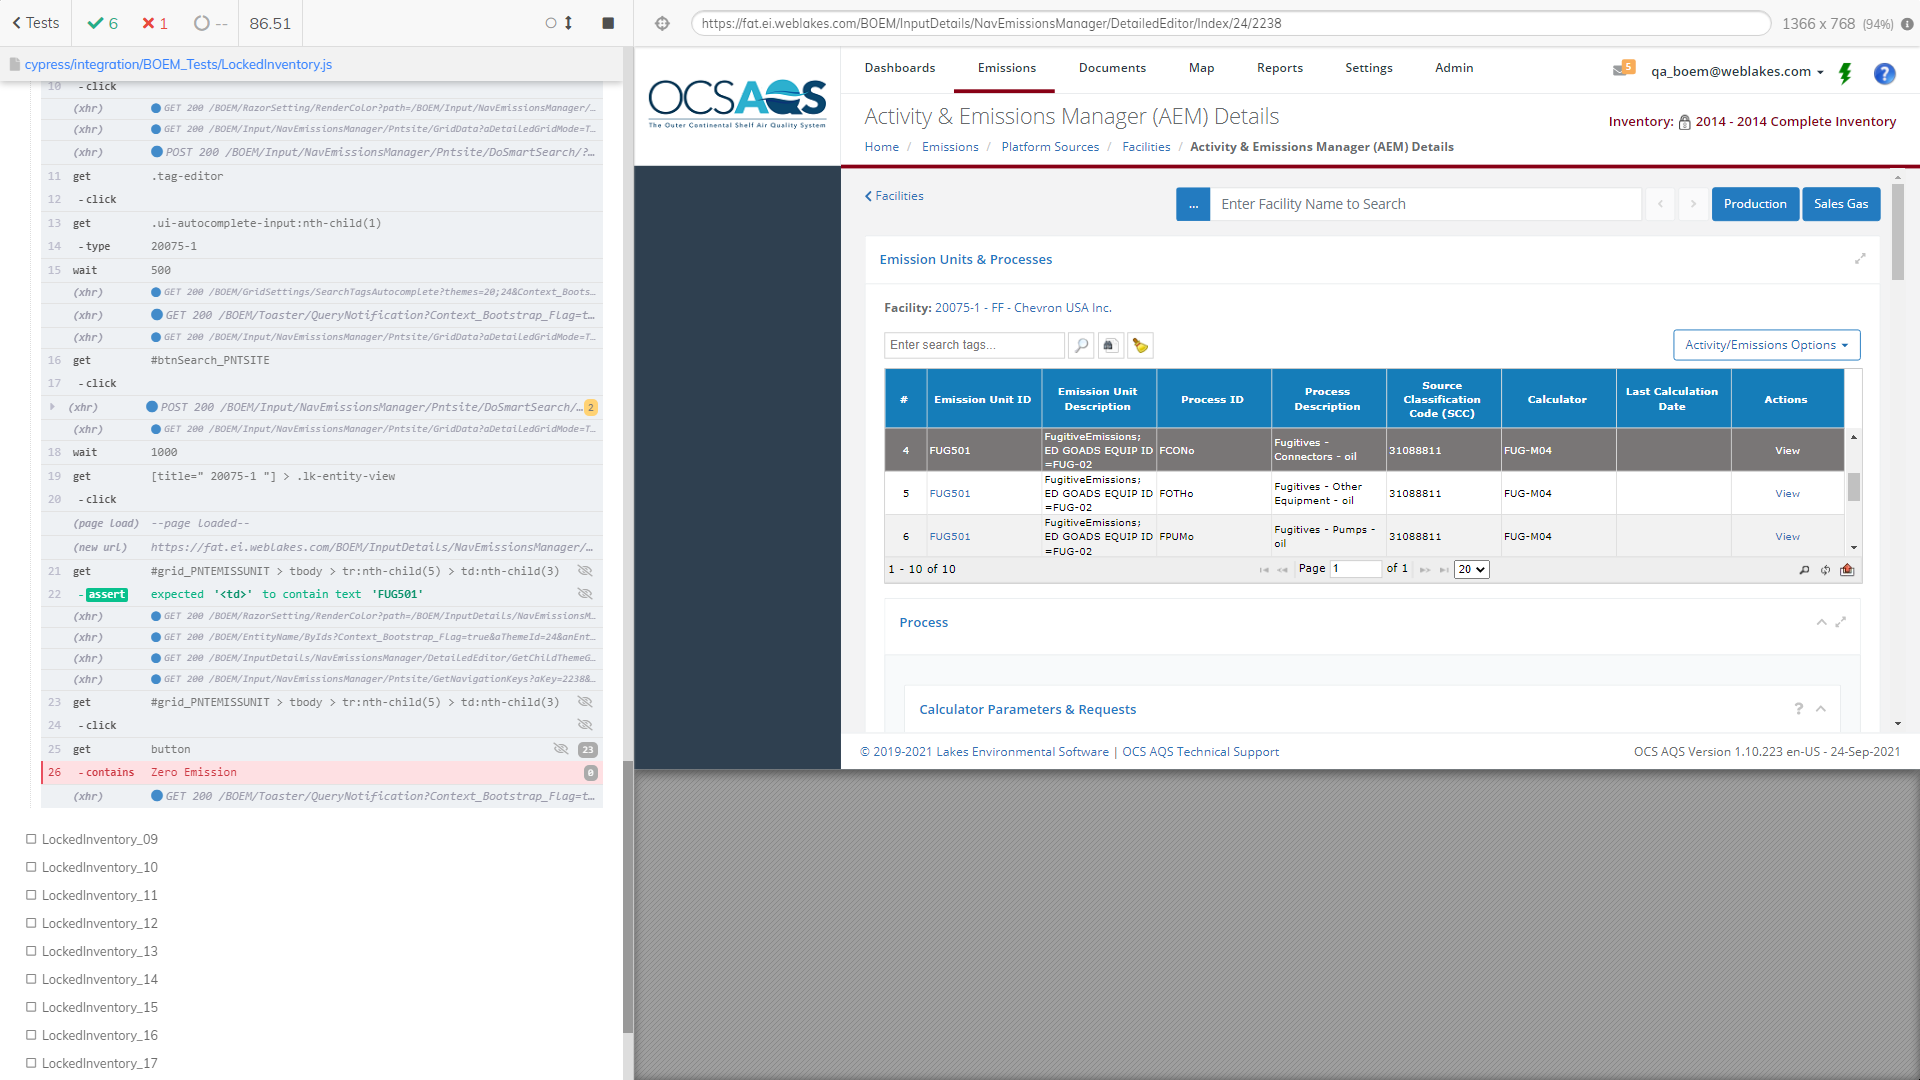 Tests
6
1
--
86.51
cypress/integration/BOEM_Tests/LockedInventory.js
10 - click
(xhr) GET 200 /BOEM/RazorSetting/RenderColor?path=/BOEM/Input/NavEmissionsManager/...
(xhr) GET 200 /BOEM/Input/NavEmissionsManager/Pntsite/GridData?aDetailedGridMode=T...
(xhr) POST 200 /BOEM/Input/NavEmissionsManager/Pntsite/DoSmartSearch/?...
11 get .tag-editor
12 - click
13 get .ui-autocomplete-input:nth-child(1)
14 - type 20075-1
15 wait 500
(xhr) GET 200 /BOEM/GridSettings/SearchTagsAutocomplete?themes=20;24&Context_Boots...
(xhr) GET 200 /BOEM/Toaster/QueryNotification?Context_Bootstrap_Flag=t...
(xhr) GET 200 /BOEM/Input/NavEmissionsManager/Pntsite/GridData?aDetailedGridMode=T...
16 get #btnSearch_PNTSITE
17 - click
(xhr) POST 200 /BOEM/Input/NavEmissionsManager/Pntsite/DoSmartSearch/... 2
(xhr) GET 200 /BOEM/Input/NavEmissionsManager/Pntsite/GridData?aDetailedGridMode=T...
18 wait 1000
19 get [title=" 20075-1 "] > .lk-entity-view
20 - click
(page load) --page loaded--
(new url) https://fat.ei.weblakes.com/BOEM/InputDetails/NavEmissionsManager/...
21 get #grid_PNTEMISSUNIT > tbody > tr:nth-child(5) > td:nth-child(3)
22 - assert expected '<td>' to contain text 'FUG501'
(xhr) GET 200 /BOEM/RazorSetting/RenderColor?path=/BOEM/InputDetails/NavEmissionsM...
(xhr) GET 200 /BOEM/EntityName/ByIds?Context_Bootstrap_Flag=true&aThemeId=24&anEnt...
(xhr) GET 200 /BOEM/InputDetails/NavEmissionsManager/DetailedEditor/GetChildThemeG...
(xhr) GET 200 /BOEM/Input/NavEmissionsManager/Pntsite/GetNavigationKeys?aKey=2238&...
23 get #grid_PNTEMISSUNIT > tbody > tr:nth-child(5) > td:nth-child(3)
24 - click
25 get button 23
26 - contains Zero Emission 0
(xhr) GET 200 /BOEM/Toaster/QueryNotification?Context_Bootstrap_Flag=t...
LockedInventory_09
LockedInventory_10
LockedInventory_11
LockedInventory_12
LockedInventory_13
LockedInventory_14
LockedInventory_15
LockedInventory_16
LockedInventory_17
https://fat.ei.weblakes.com/BOEM/InputDetails/NavEmissionsManager/DetailedEditor/Index/24/2238
1366 x 768 (94%)
OCSAQS
The Outer Continental Shelf Air Quality System
Dashboards Emissions Documents Map Reports Settings Admin
5
qa_boem@weblakes.com
?
Activity & Emissions Manager (AEM) Details
Inventory: 2014 - 2014 Complete Inventory
Home / Emissions / Platform Sources / Facilities / Activity & Emissions Manager (AEM) Details
Facilities
... Enter Facility Name to Search
Production
Sales Gas
Emission Units & Processes
Facility: 20075-1 - FF - Chevron USA Inc.
Enter search tags...
Activity/Emissions Options
# Emission Unit ID Emission Unit Description Process ID Process Description Source Classification Code (SCC) Calculator Last Calculation Date Actions
4 FUG501 FugitiveEmissions; ED GOADS EQUIP ID =FUG-02 FCONo Fugitives - Connectors - oil 31088811 FUG-M04 View
5 FUG501 FugitiveEmissions; ED GOADS EQUIP ID =FUG-02 FOTHo Fugitives - Other Equipment - oil 31088811 FUG-M04 View
6 FUG501 FugitiveEmissions; ED GOADS EQUIP ID =FUG-02 FPUMo Fugitives - Pumps - oil 31088811 FUG-M04 View
1 - 10 of 10
Page 1 of 1
20
Process
Calculator Parameters & Requests
?
© 2019-2021 Lakes Environmental Software | OCS AQS Technical Support
OCS AQS Version 1.10.223 en-US - 24-Sep-2021